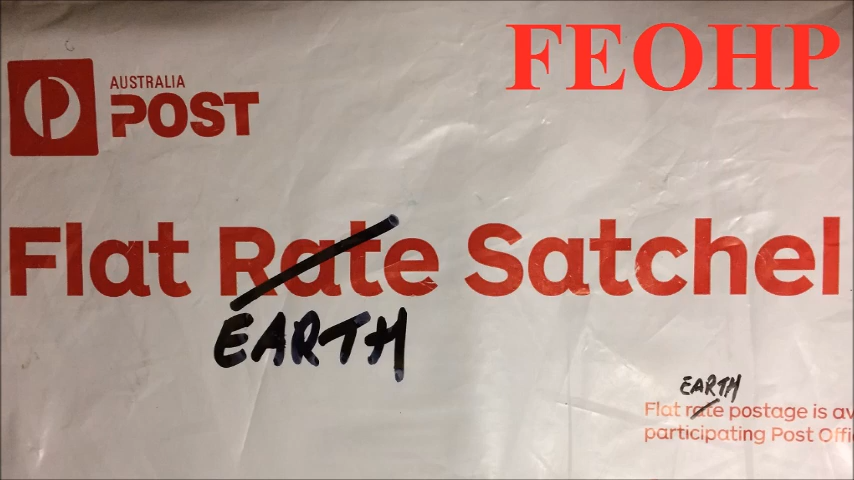 FEOHP
AUSTRALIA
POST
Flat Rate Satchel
EARTH
EARTH
Flat rate postage is av
participating Post Offi